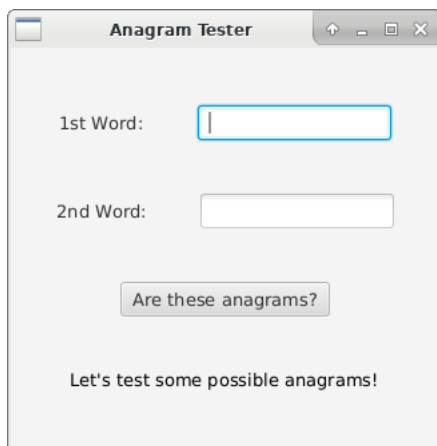 Anagram Tester
1st Word:
2nd Word:
Are these anagrams?
Let's test some possible anagrams!